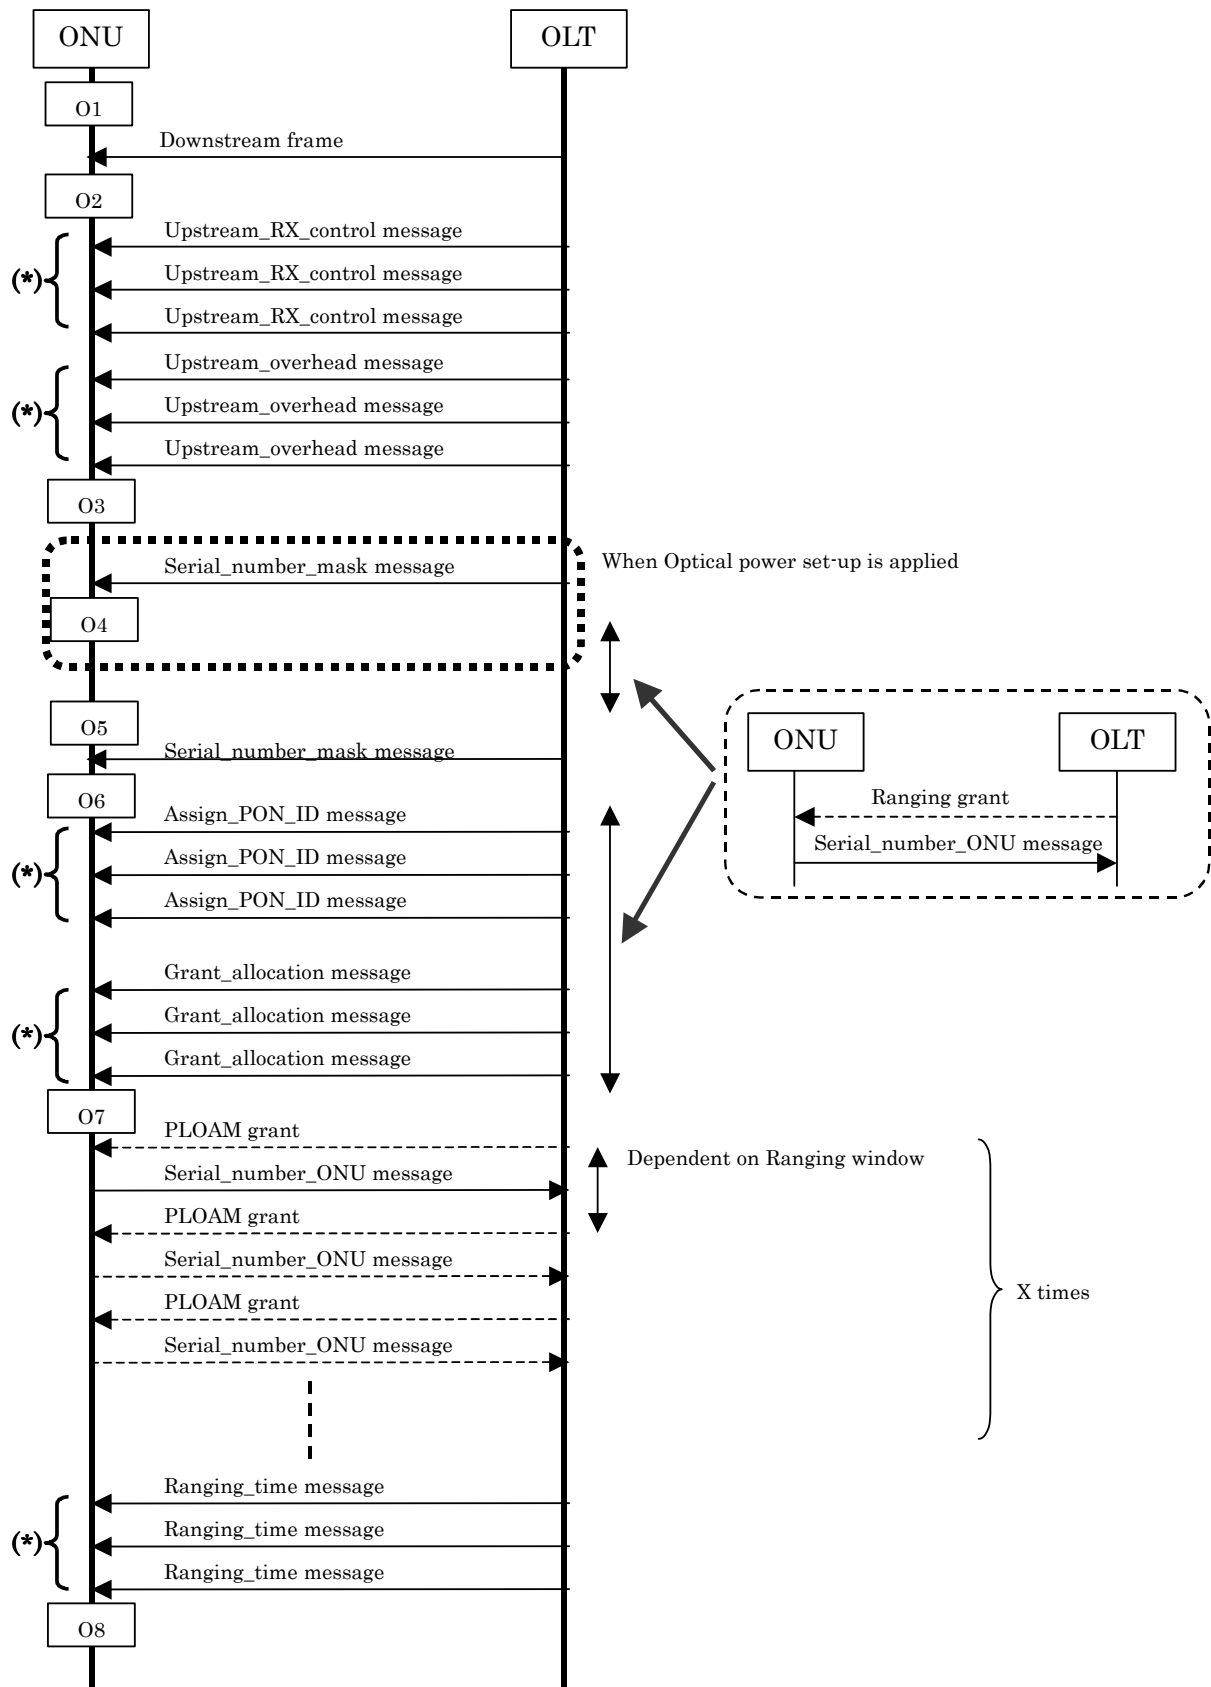 ONU
OLT
O1
Downstream frame
O2
Upstream_RX_control message
(*)
Upstream_RX_control message
Upstream_RX_control message
Upstream_overhead message
(*)
Upstream_overhead message
Upstream_overhead message
O3
Serial_number_mask message
When Optical power set-up is applied
O4
O5
Serial_number_mask message
ONU
OLT
Ranging grant
Serial_number_ONU message
O6
Assign_PON_ID message
(*)
Assign_PON_ID message
Assign_PON_ID message
Grant_allocation message
(*)
Grant_allocation message
Grant_allocation message
O7
PLOAM grant
Dependent on Ranging window
Serial_number_ONU message
PLOAM grant
Serial_number_ONU message
X times
PLOAM grant
Serial_number_ONU message
Ranging_time message
(*)
Ranging_time message
Ranging_time message
O8